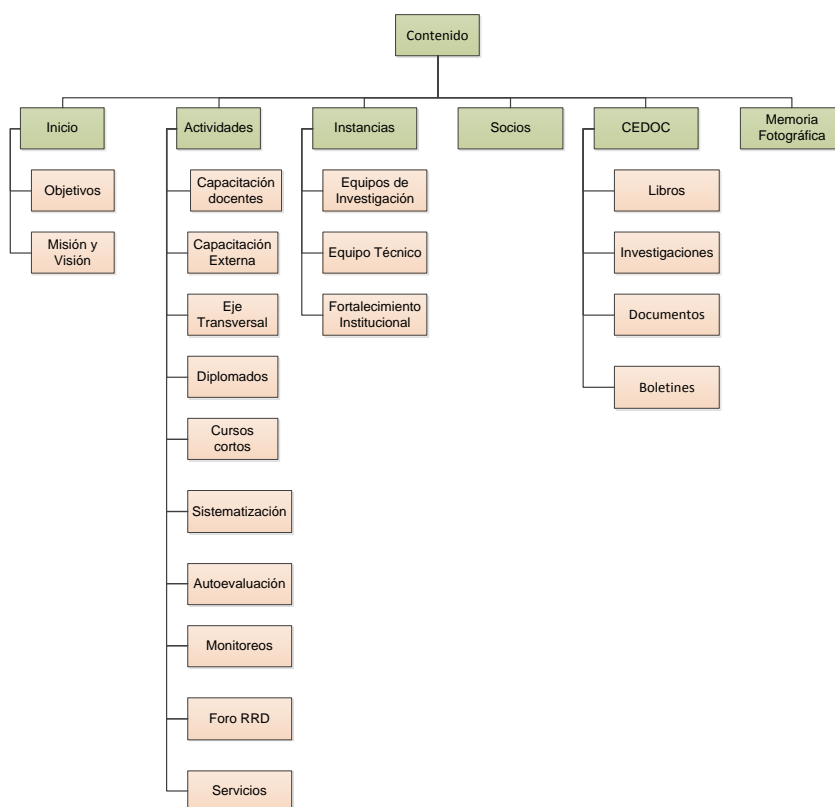 Contenido
Inicio
Actividades
Instancias
Socios
CEDOC
Memoria
Fotográfica
Objetivos
Misión y
Visión
Capacitación
docentes
Capacitación
Externa
Eje
Transversal
Diplomados
Cursos
cortos
Sistematización
Autoevaluación
Monitoreos
Foro RRD
Servicios
Equipos de
Investigación
Equipo Técnico
Fortalecimiento
Institucional
Libros
Investigaciones
Documentos
Boletines